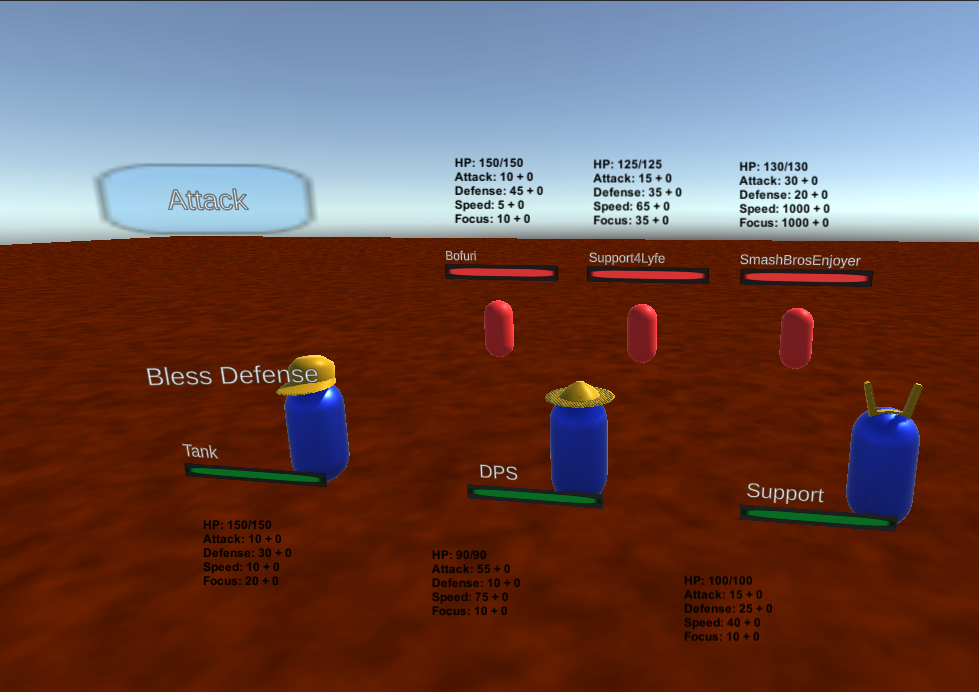 Attack
HP: 150/150
Attack: 10 + 0
Defense: 45 + 0
Speed: 5 + 0
Focus: 10 + 0
HP: 125/125
Attack: 15 + 0
Defense: 35 + 0
Speed: 65 + 0
Focus: 35 + 0
HP: 130/130
Attack: 30 + 0
Defense: 20 + 0
Speed: 1000 + 0
Focus: 1000 + 0
Bofuri
Support4Lyfe
SmashBrosEnjoyer
Bless Defense
Tank
DPS
Support
HP: 150/150
Attack: 10 + 0
Defense: 30 + 0
Speed: 10 + 0
Focus: 20 + 0
HP: 90/90
Attack: 55 + 0
Defense: 10 + 0
Speed: 75 + 0
Focus: 10 + 0
HP: 100/100
Attack: 15 + 0
Defense: 25 + 0
Speed: 40 + 0
Focus: 10 + 0